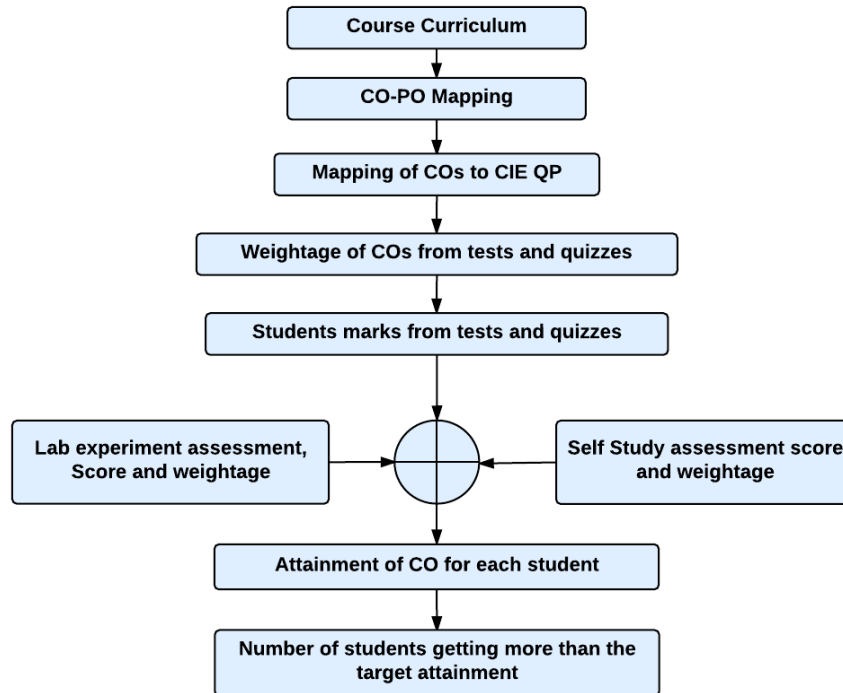 Course Curriculum
CO-PO Mapping
Mapping of COs to CIE QP
Weightage of COs from tests and quizzes
Students marks from tests and quizzes
Lab experiment assessment,
Score and weightage
Self Study assessment score
and weightage
Attainment of CO for each student
Number of students getting more than the
target attainment